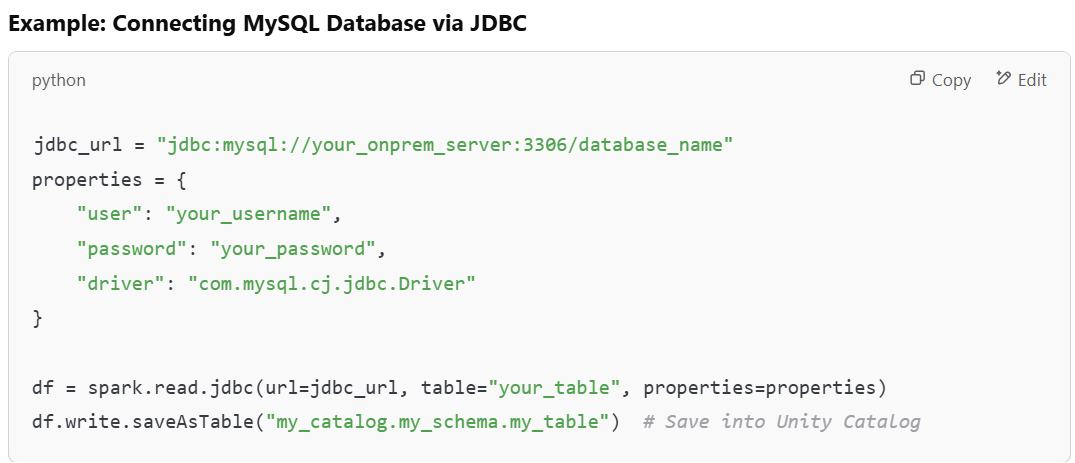 Example: Connecting MySQL Database via JDBC
python
Copy
Edit
jdbc_url = "jdbc:mysql://your_onprem_server:3306/database_name"
properties = {
    "user": "your_username",
    "password": "your_password",
    "driver": "com.mysql.cj.jdbc.Driver"
}
df = spark.read.jdbc(url=jdbc_url, table="your_table", properties=properties)
df.write.saveAsTable("my_catalog.my_schema.my_table")  # Save into Unity Catalog